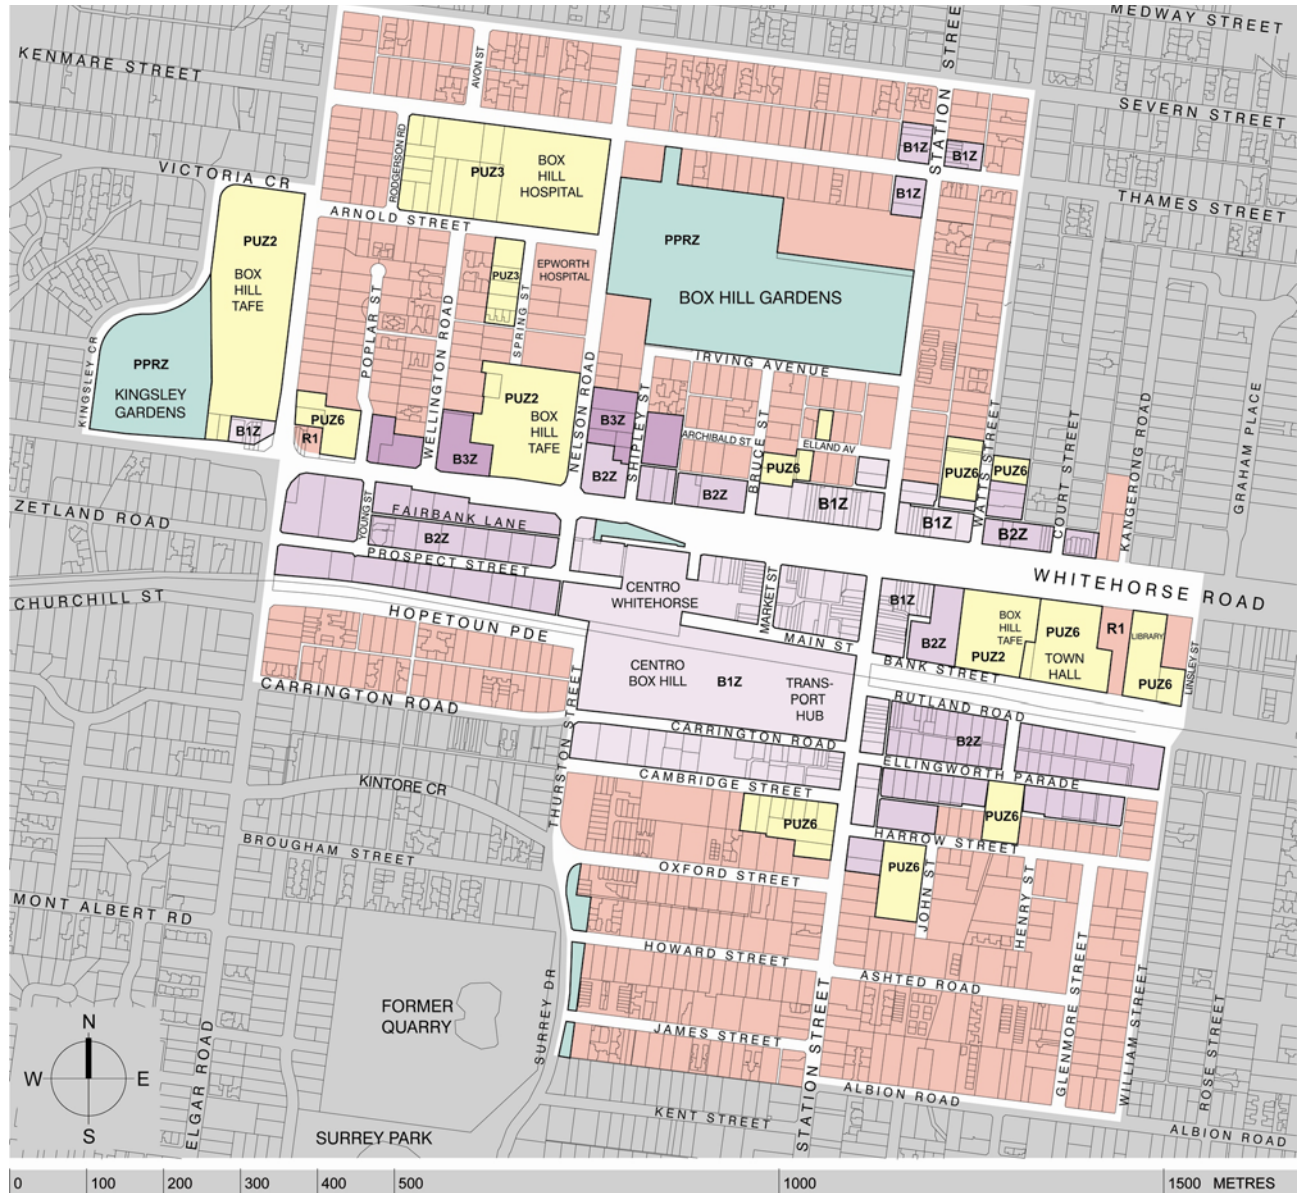 MEDWAY STREET
STREET
KENMARE STREET
AVON ST
SEVERN STREET
STATION
B1Z
B1Z
RODGERSON RD
PUZ3
BOX
HILL
HOSPITAL
VICTORIA CR
B1Z
THAMES STREET
ARNOLD STREET
PUZ2
BOX
HILL
TAFE
PPRZ
BOX HILL GARDENS
EPWORTH
HOSPITAL
PUZ3
POPLAR ST
WELLINGTON ROAD
SPRING ST
IRVING AVENUE
PPRZ
KINGSLEY
GARDENS
KINGSLEY CR
NELSON ROAD
SHIPLEY ST
PUZ2
BOX
HILL
TAFE
PUZ6
R1
B1Z
B3Z
B3Z
B2Z
ARCHIBALD ST
BRUCE ST
ELLAND AV
PUZ6
B2Z
B1Z
PUZ6
PUZ6
WATTS STREET
COURT STREET
KANGERONG ROAD
GRAHAM PLACE
B1Z
B2Z
ZETLAND ROAD
YOUNG ST
FAIRBANK LANE
B2Z
PROSPECT STREET
WHITEHORSE ROAD
CHURCHILL ST
CENTRO
WHITEHORSE
MARKET ST
MAIN ST
B1Z
B2Z
BOX
HILL
TAFE
PUZ2
PUZ6
TOWN
HALL
R1
LIBRARY
PUZ6
LINSLEY ST
HOPETOUN PDE
BANK STREET
CENTRO
BOX HILL
B1Z
TRANS-
PORT
HUB
CARRINGTON ROAD
RUTLAND ROAD
B2Z
THURSTON STREET
CARRINGTON ROAD
ELLINGWORTH PARADE
CAMBRIDGE STREET
KINTORE CR
PUZ6
PUZ6
HARROW STREET
BROUGHAM STREET
OXFORD STREET
PUZ6
JOHN ST
HENRY ST
MONT ALBERT RD
HOWARD STREET
ASHTED ROAD
FORMER
QUARRY
SURREY DR
JAMES STREET
STATION STREET
GLENMORE STREET
WILLIAM STREET
ROSE STREET
N
W
E
S
ELGAR ROAD
ALBION ROAD
KENT STREET
SURREY PARK
ALBION ROAD
0 100 200 300 400 500 1000 1500 METRES